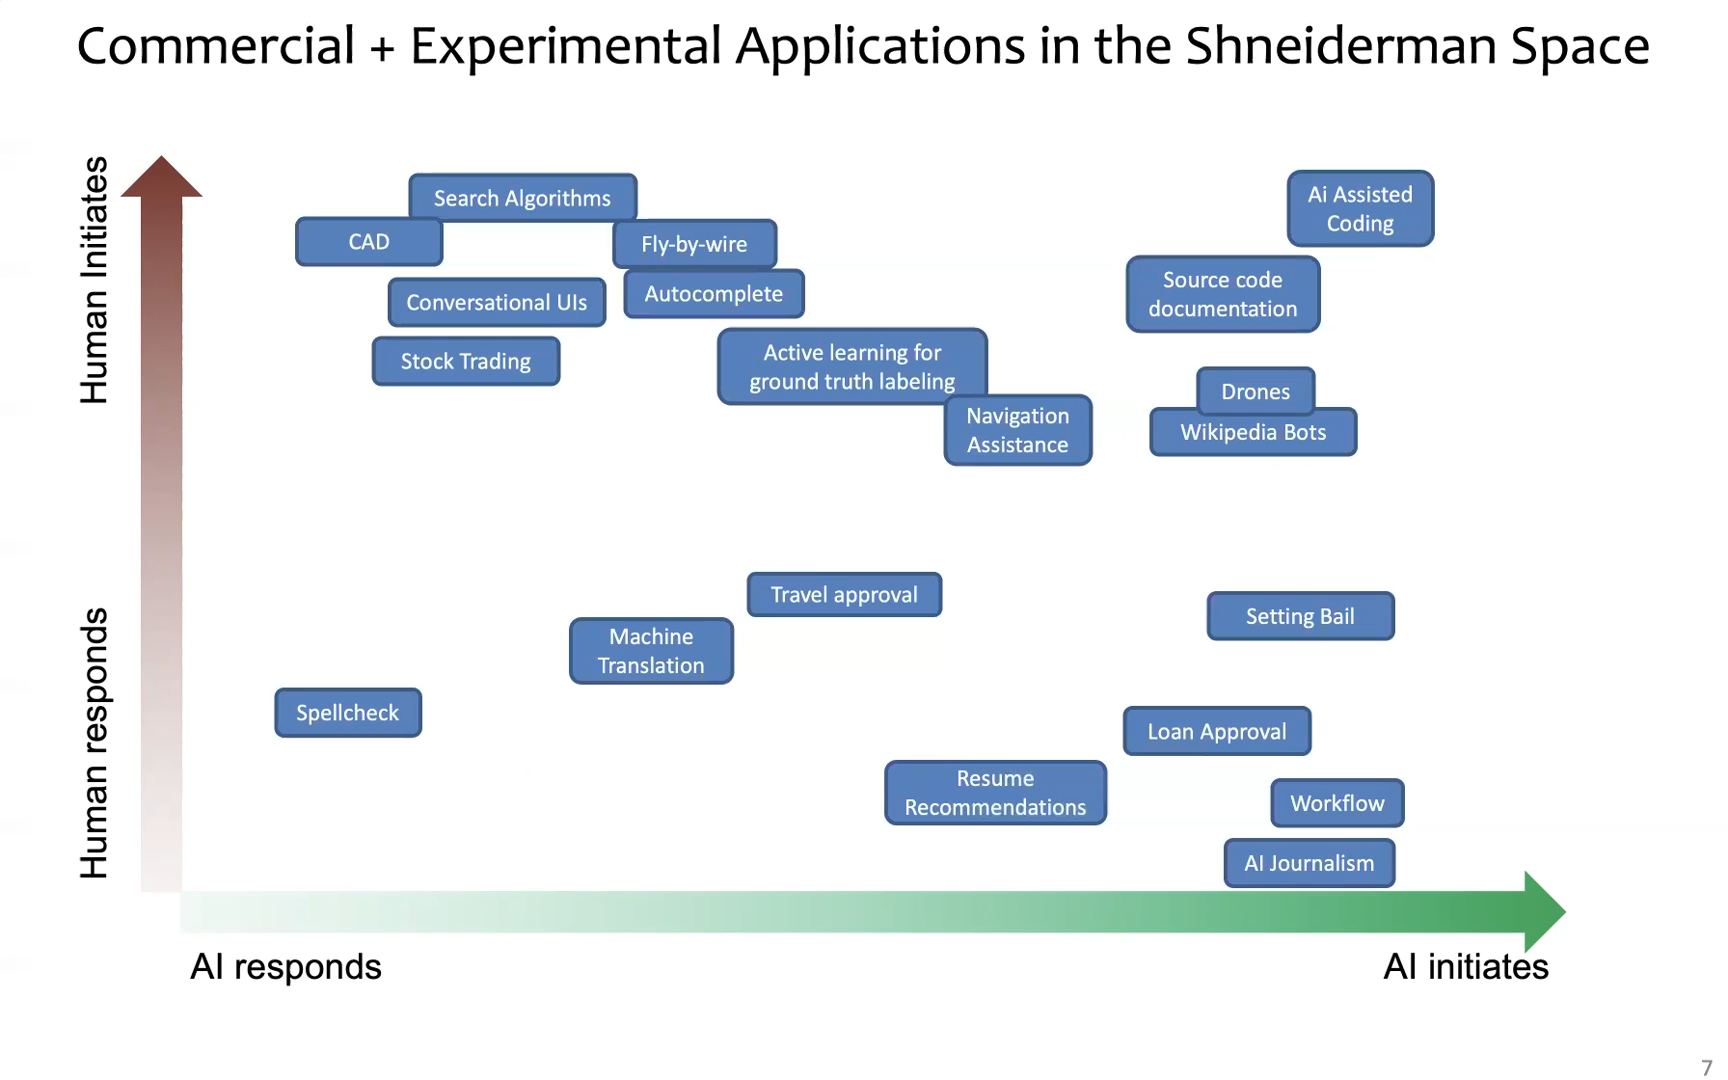 Commercial + Experimental Applications in the Shneiderman Space
Human Initiates
Human responds
Search Algorithms
CAD
Fly-by-wire
Conversational UIs
Autocomplete
Stock Trading
Active learning for
ground truth labeling
Navigation
Assistance
Ai Assisted
Coding
Source code
documentation
Drones
Wikipedia Bots
Travel approval
Machine
Translation
Setting Bail
Spellcheck
Loan Approval
Resume
Recommendations
Workflow
AI Journalism
AI responds
AI initiates
7